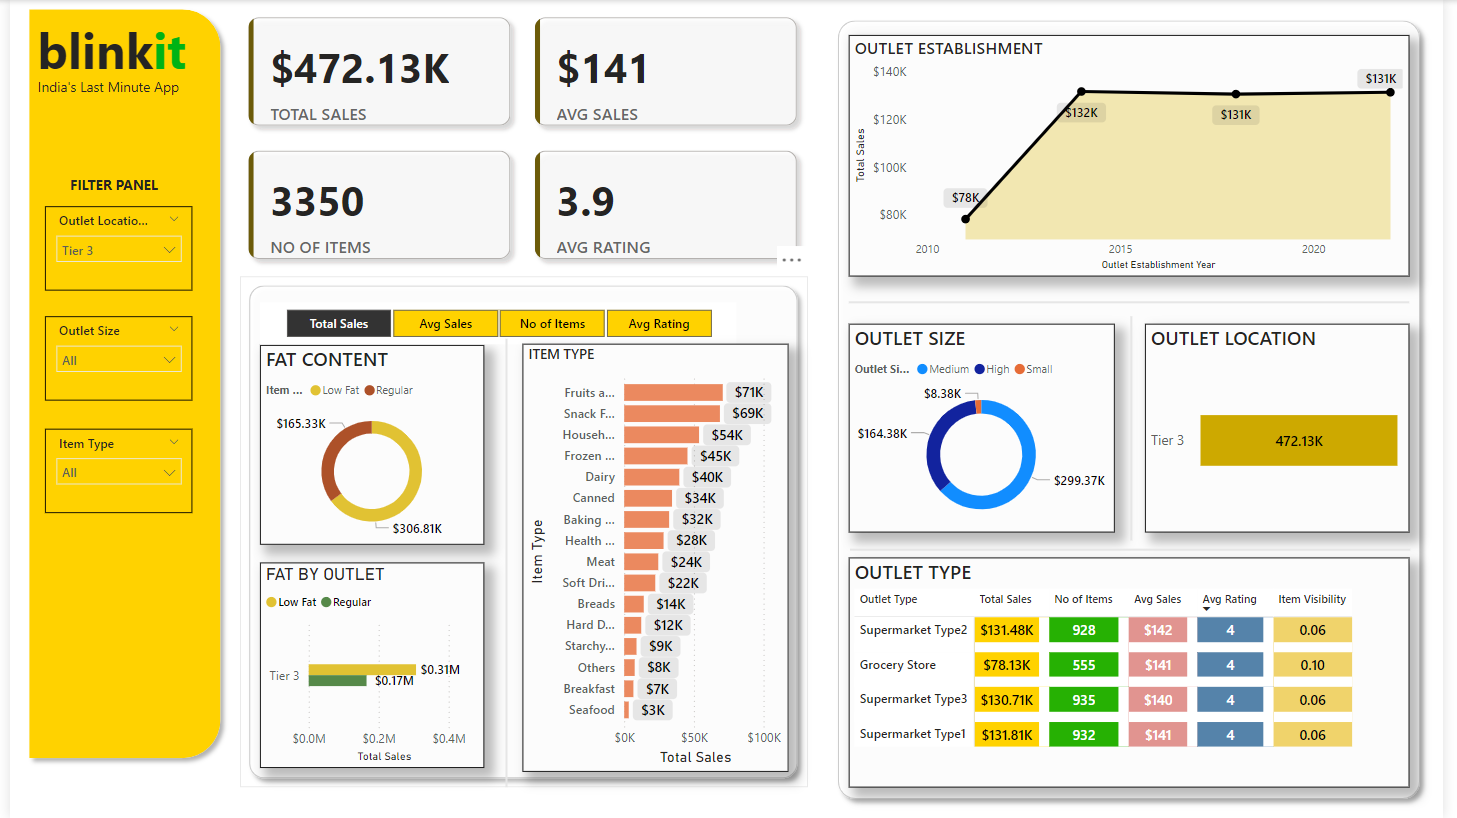 blinkit
India's Last Minute App
FILTER PANEL
Outlet Locatio...
Tier 3
Outlet Size
All
Item Type
All
$472.13K
TOTAL SALES
$141
AVG SALES
3350
NO OF ITEMS
3.9
AVG RATING
Total Sales
Avg Sales
No of Items
Avg Rating
FAT CONTENT
Item ... Low Fat Regular
$165.33K
$306.81K
FAT BY OUTLET
Low Fat Regular
Tier 3
$0.31M
$0.17M
$0.0M $0.2M $0.4M
Total Sales
ITEM TYPE
Item Type
Fruits a... $71K
Snack F... $69K
Househ... $54K
Frozen ... $45K
Dairy $40K
Canned $34K
Baking ... $32K
Health ... $28K
Meat $24K
Soft Dri... $22K
Breads $14K
Hard D... $12K
Starchy... $9K
Others $8K
Breakfast $7K
Seafood $3K
$0K $50K $100K
Total Sales
OUTLET ESTABLISHMENT
Total Sales
$140K
$120K
$100K
$80K
$78K
$132K
$131K
$131K
2010 2015 2020
Outlet Establishment Year
OUTLET SIZE
Outlet Si... Medium High Small
$8.38K
$164.38K
$299.37K
OUTLET LOCATION
Tier 3 472.13K
OUTLET TYPE
Outlet Type Total Sales No of Items Avg Sales Avg Rating Item Visibility
Supermarket Type2 $131.48K 928 $142 4 0.06
Grocery Store $78.13K 555 $141 4 0.10
Supermarket Type3 $130.71K 935 $140 4 0.06
Supermarket Type1 $131.81K 932 $141 4 0.06